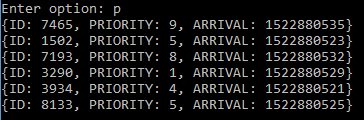 Enter option: p
{ID: 7465, PRIORITY: 9, ARRIVAL: 1522880535}
{ID: 1502, PRIORITY: 5, ARRIVAL: 1522880523}
{ID: 7193, PRIORITY: 8, ARRIVAL: 1522880532}
{ID: 3290, PRIORITY: 1, ARRIVAL: 1522880529}
{ID: 3934, PRIORITY: 4, ARRIVAL: 1522880521}
{ID: 8133, PRIORITY: 5, ARRIVAL: 1522880525}